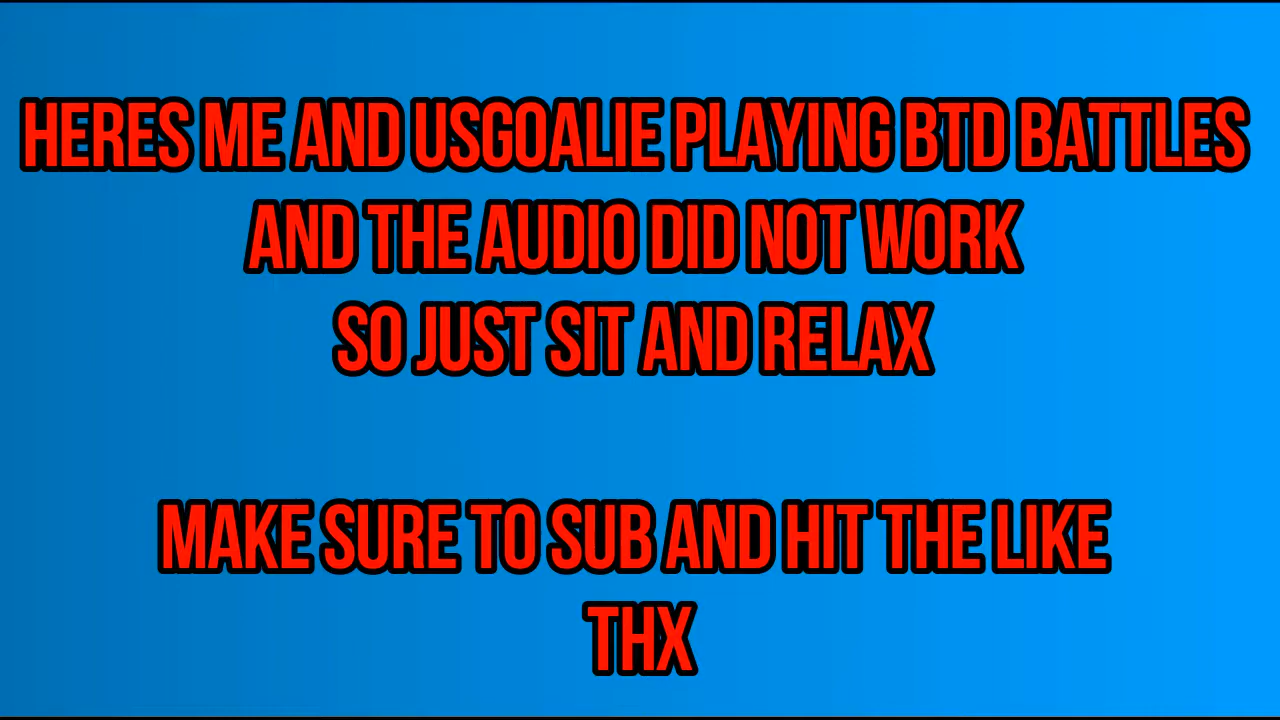 HERES ME AND USGOALIE PLAYING BTD BATTLES
AND THE AUDIO DID NOT WORK
SO JUST SIT AND RELAX
MAKE SURE TO SUB AND HIT THE LIKE
THX